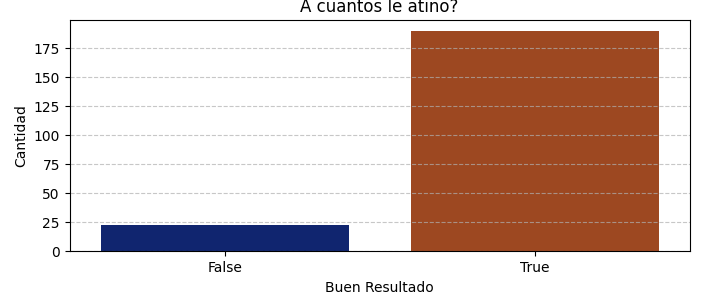 A cuantos le atino?
Cantidad
175
150
125
100
75
50
25
0
False True
Buen Resultado